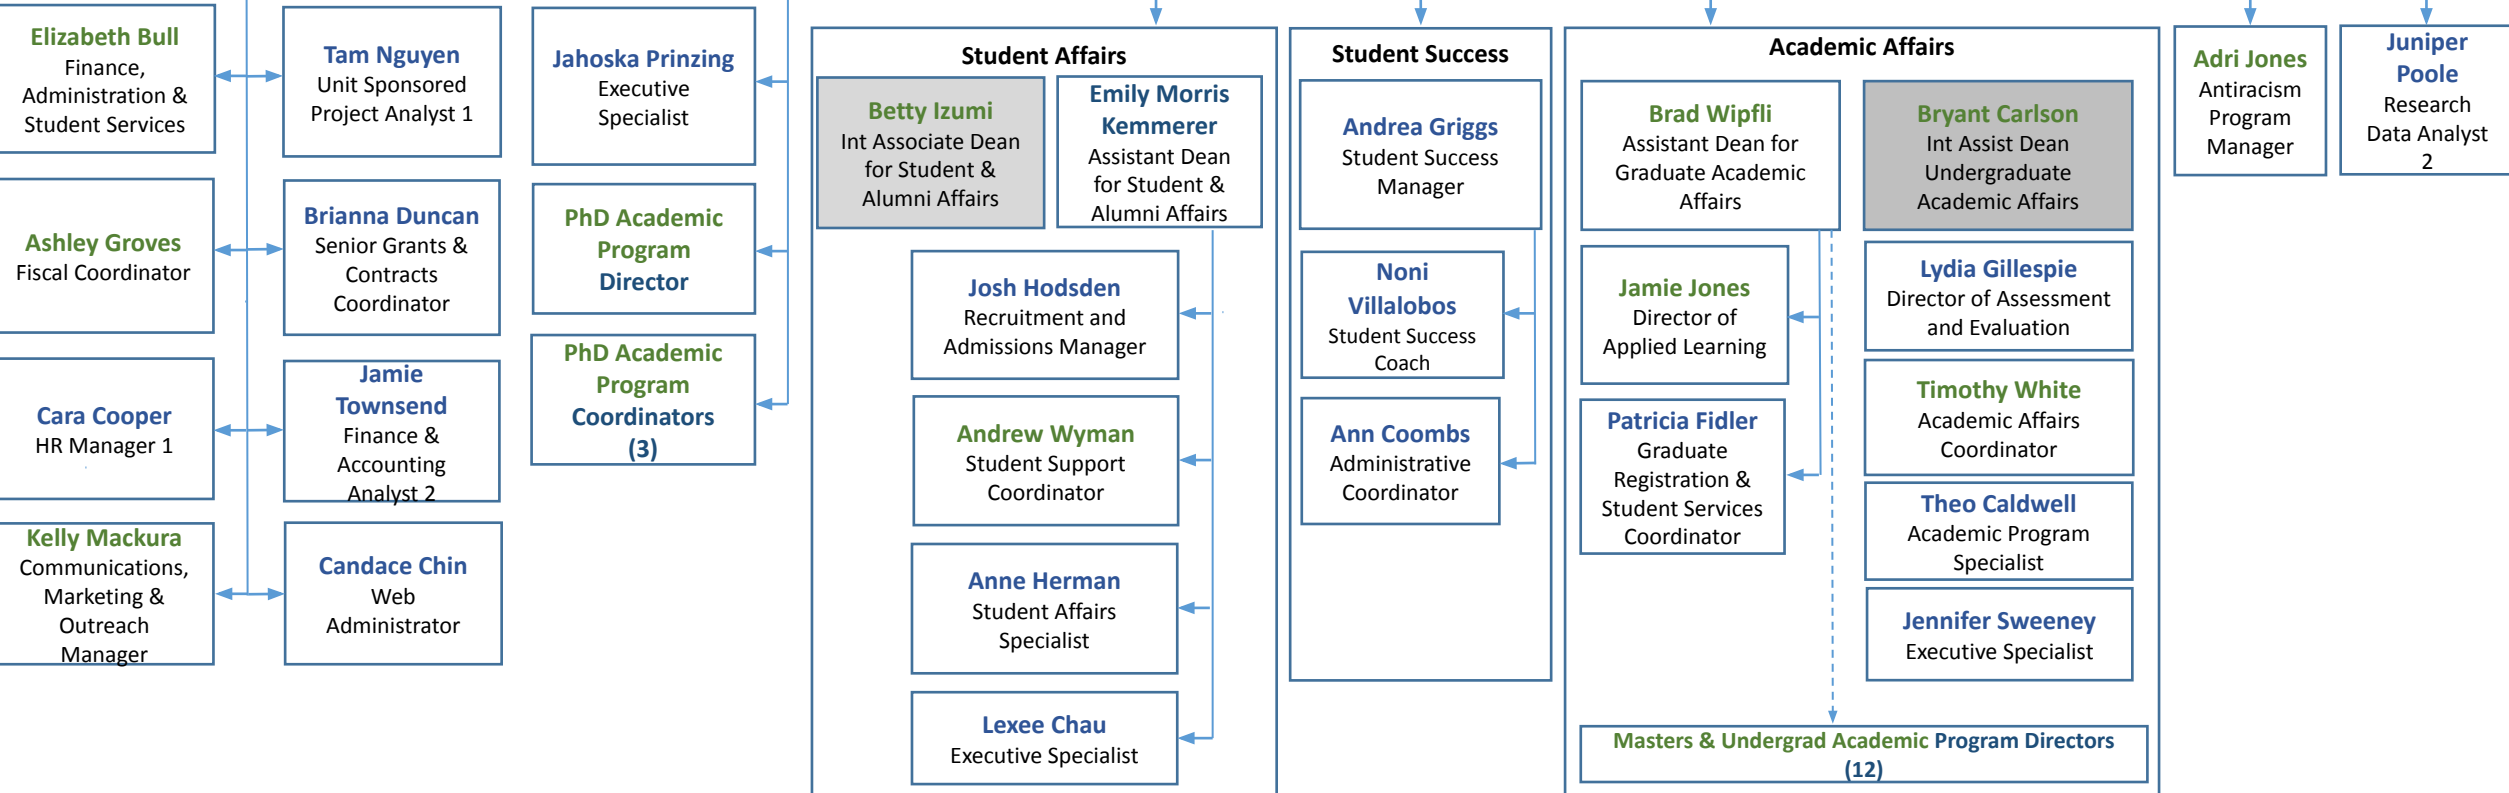 Elizabeth Bull
Finance,
Administration &
Student Services
Ashley Groves
Fiscal Coordinator
Cara Cooper
HR Manager 1
Kelly Mackura
Communications,
Marketing &
Outreach
Manager
Tam Nguyen
Unit Sponsored
Project Analyst 1
Brianna Duncan
Senior Grants &
Contracts
Coordinator
Jamie
Townsend
Finance &
Accounting
Analyst 2
Candace Chin
Web
Administrator
Jahoska Prinzing
Executive
Specialist
PhD Academic
Program
Director
PhD Academic
Program
Coordinators
(3)
Student Affairs
Betty Izumi
Int Associate Dean
for Student &
Alumni Affairs
Emily Morris
Kemmerer
Assistant Dean
for Student &
Alumni Affairs
Josh Hodsden
Recruitment and
Admissions Manager
Andrew Wyman
Student Support
Coordinator
Anne Herman
Student Affairs
Specialist
Lexee Chau
Executive Specialist
Student Success
Andrea Griggs
Student Success
Manager
Noni
Villalobos
Student Success
Coach
Ann Coombs
Administrative
Coordinator
Academic Affairs
Brad Wipfli
Assistant Dean for
Graduate Academic
Affairs
Jamie Jones
Director of
Applied Learning
Patricia Fidler
Graduate
Registration &
Student Services
Coordinator
Bryant Carlson
Int Assist Dean
Undergraduate
Academic Affairs
Lydia Gillespie
Director of Assessment
and Evaluation
Timothy White
Academic Affairs
Coordinator
Theo Caldwell
Academic Program
Specialist
Jennifer Sweeney
Executive Specialist
Masters & Undergrad Academic Program Directors
(12)
Adri Jones
Antiracism
Program
Manager
Juniper
Poole
Research
Data Analyst
2